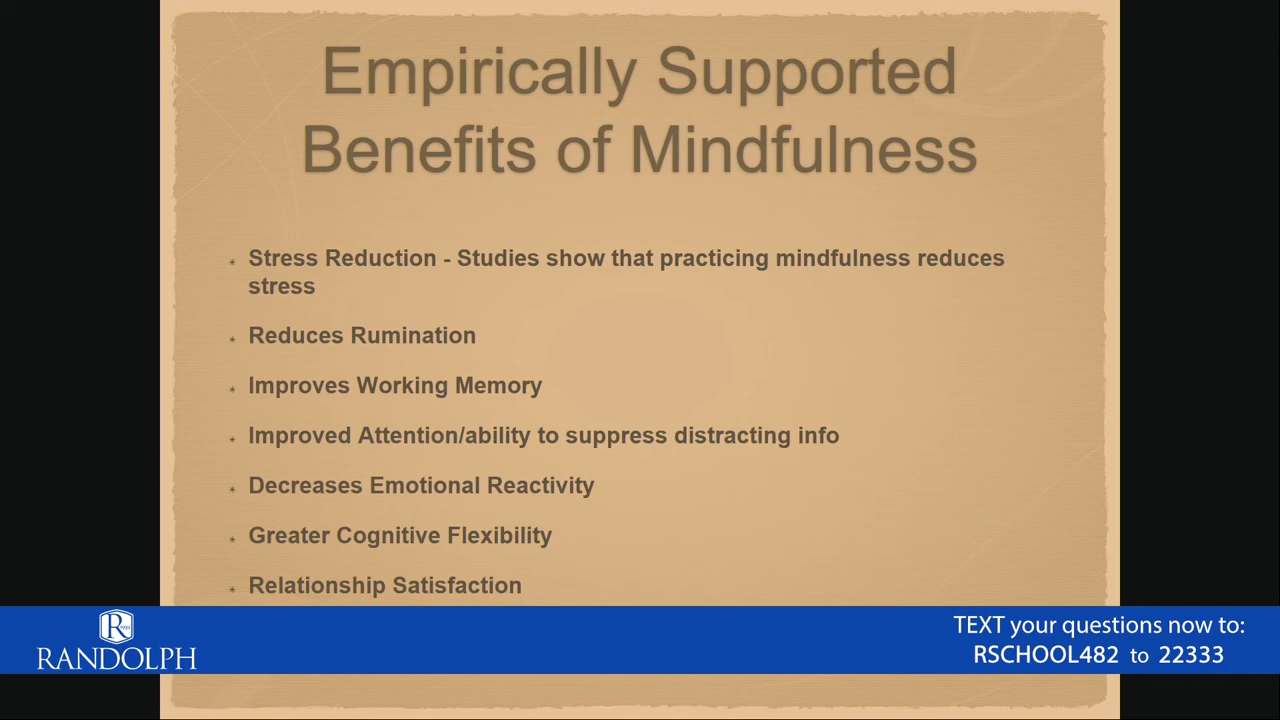 Empirically Supported
Benefits of Mindfulness
* Stress Reduction - Studies show that practicing mindfulness reduces
stress
* Reduces Rumination
* Improves Working Memory
* Improved Attention/ability to suppress distracting info
* Decreases Emotional Reactivity
* Greater Cognitive Flexibility
* Relationship Satisfaction
R
RANDOLPH
TEXT your questions now to:
RSCHOOL482 to 22333